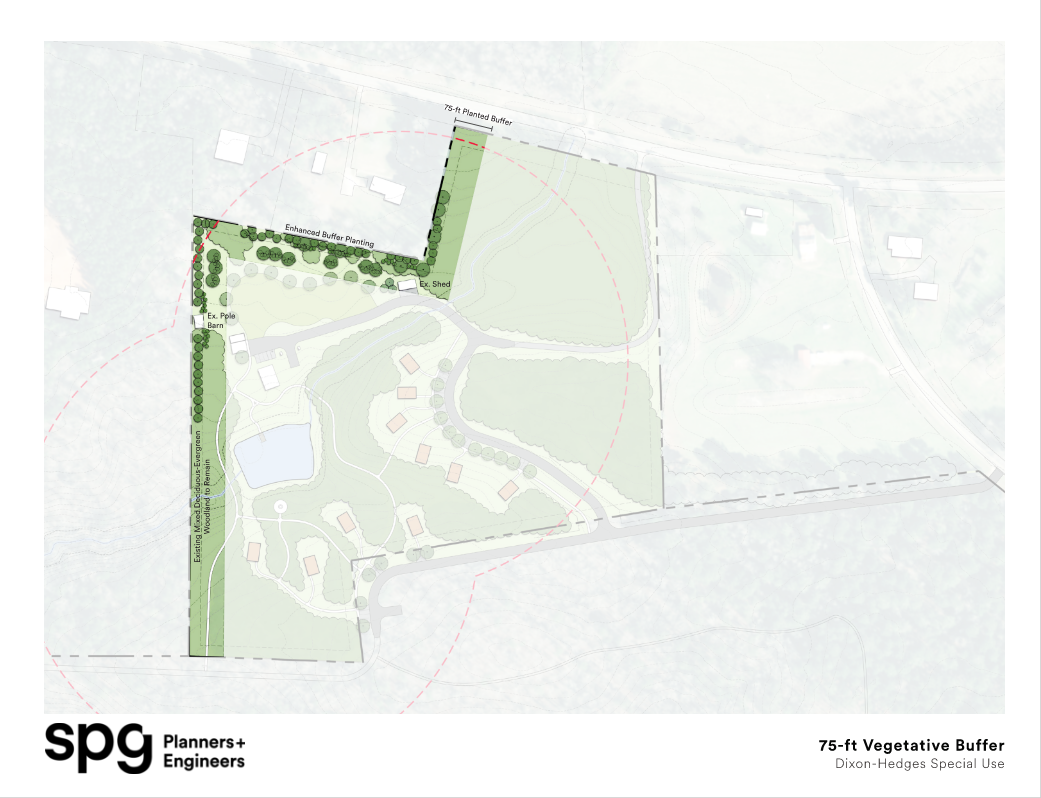 75-ft Planted Buffer
Enhanced Buffer Planting
Ex. Shed
Ex. Pole
Barn
Existing Mixed Deciduous-Evergreen
Woodland to Remain
spg Planners+
Engineers
75-ft Vegetative Buffer
Dixon-Hedges Special Use